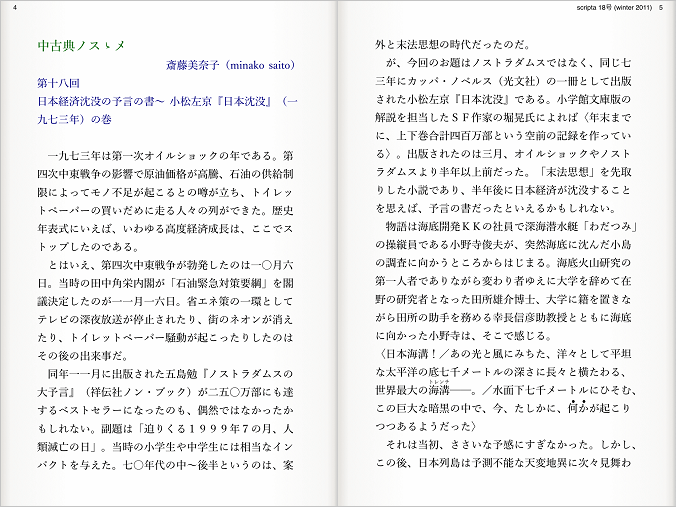 4
中古典ノスヽメ
斎藤美奈子（minako saito）
第十八回
日本経済沈没の予言の書〜 小松左京『日本沈没』（一
九七三年）の巻
一九七三年は第一次オイルショックの年である。第
四次中東戦争の影響で原油価格が高騰、石油の供給制
限によってモノ不足が起こるとの噂が立ち、トイレッ
トペーパーの買いだめに走る人々の列ができた。歴史
年表式にいえば、いわゆる高度経済成長は、ここでス
トップしたのである。
とはいえ、第四次中東戦争が勃発したのは一〇月六
日。当時の田中角栄内閣が「石油緊急対策要綱」を閣
議決定したのが一一月一六日。省エネ策の一環として
テレビの深夜放送が停止されたり、街のネオンが消え
たり、トイレットペーパー騒動が起こったりしたのは
その後の出来事だ。
同年一一月に出版された五島勉『ノストラダムスの
大予言』（祥伝社ノン・ブック）が二五〇万部にも達
するベストセラーになったのも、偶然ではなかったか
もしれない。副題は「迫りくる１９９９年７の月、人
類滅亡の日」。当時の小学生や中学生には相当なイン
パクトを与えた。七〇年代の中〜後半というのは、案
scripta 18号 (winter 2011)　5
外と末法思想の時代だったのだ。
が、今回のお題はノストラダムスではなく、同じ七
三年にカッパ・ノベルス（光文社）の一冊として出版
された小松左京『日本沈没』である。小学館文庫版の
解説を担当したＳＦ作家の堀晃氏によれば〈年末まで
に、上下巻合計四百万部という空前の記録を作ってい
る〉。出版されたのは三月、オイルショックやノスト
ラダムスより半年以上前だった。「末法思想」を先取
りした小説であり、半年後に日本経済が沈没すること
を思えば、予言の書だったといえるかもしれない。
物語は海底開発ＫＫの社員で深海潜水艇「わだつみ」
の操縦員である小野寺俊夫が、突然海底に沈んだ小島
の調査に向かうところからはじまる。海底火山研究の
第一人者でありながら変わり者ゆえに大学を辞めて在
野の研究者となった田所雄介博士、大学に籍を置きな
がら田所の助手を務める幸長信彦助教授とともに海底
に向かった小野寺は、そこで感じる。
〈日本海溝！／あの光と風にみちた、洋々として平坦
な太平洋の底七千メートルの深さに長々と横たわる、
トレンチ
世界最大の海溝――。／水面下七千メートルにひそむ、
この巨大な暗黒の中で、今、たしかに、何かが起こり
つつあるようだった〉
それは当初、ささいな予感にすぎなかった。しかし、
この後、日本列島は予測不能な天変地異に次々見舞わ